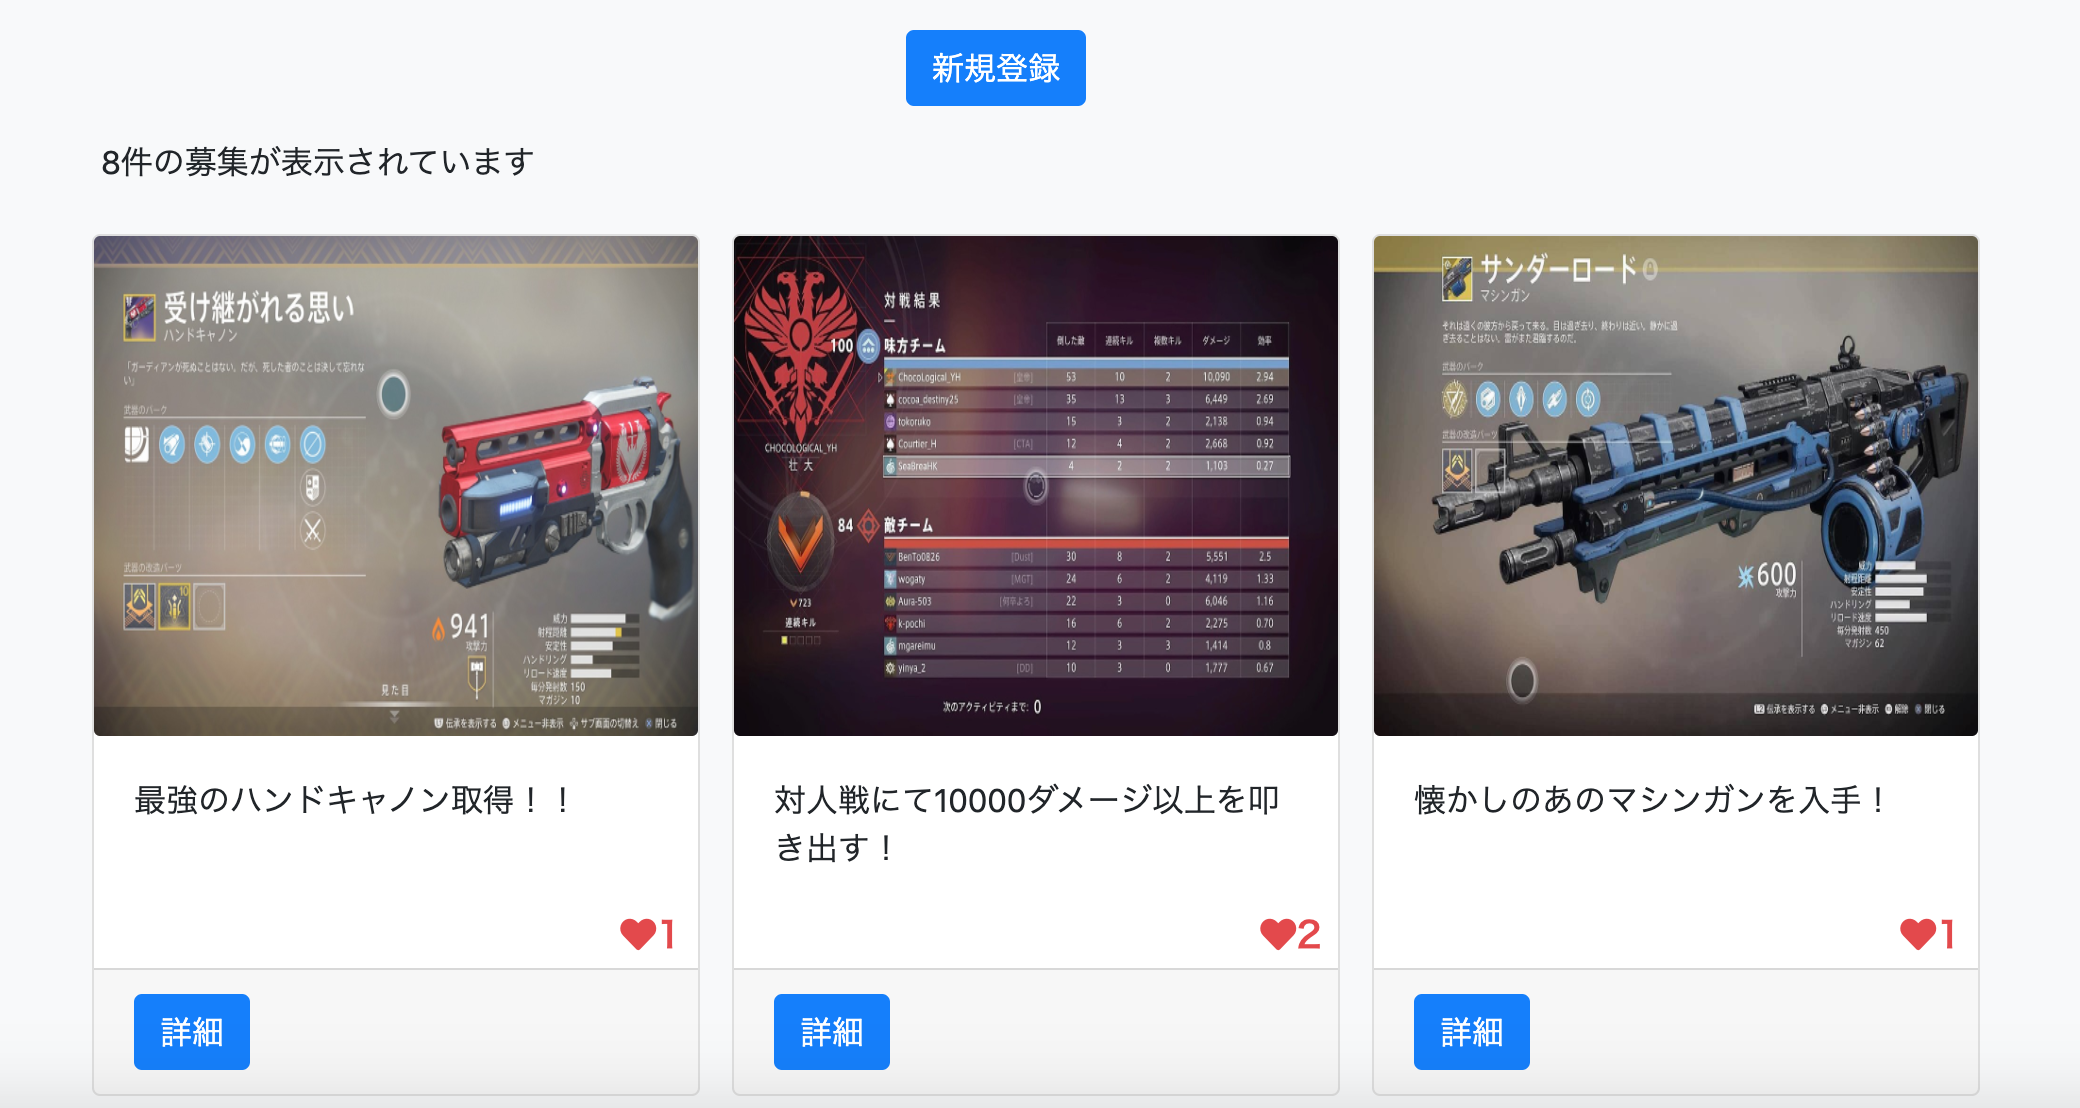 新規登録
8件の募集が表示されています
受け継がれる思い
ハンドキャノン
「ガーディアンが死ぬことはない。だが、死した者のことは決して忘れない」
武器のパーク
武器の改造パーツ
10
941
攻撃力
威力
射程距離
安定性
ハンドリング
リロード速度
毎分発射数 150
マガジン 10
見た目
伝承を表示する メニュー非表示 サブ画面の切替え 閉じる
対戦結果
100 味方チーム 倒した敵 連続キル 複数キル ダメージ 効率
ChocoLogical_YH [皇帝] 53 10 2 10,090 2.94
cocoa_destiny25 [皇帝] 35 13 3 6,449 2.69
tokoruko 15 3 2 2,138 0.94
Courtier_H [CTA] 12 4 2 2,668 0.92
SeaBreaHK 4 2 2 1,103 0.27
CHOCOLOGICAL_YH
壮大
84 敵チーム
BenTo0826 [Dust] 30 8 2 5,551 2.5
wogaty [MGT] 24 6 2 4,119 1.33
Aura-503 [何卒よろ] 22 3 0 6,046 1.16
k-pochi 16 6 2 2,275 0.70
mgareimu 12 3 3 1,414 0.8
yinya_2 [DD] 10 3 0 1,777 0.67
723
連続キル
次のアクティビティまで: 0
サンダーロード
マシンガン
それは遠くの彼方から戻って来る。目は過ぎ去り、終わりは近い。静かに過ぎ去ることはない、雷がまた君臨するのだ。
武器のパーク
武器の改造パーツ
600
攻撃力
威力
射程距離
安定性
ハンドリング
リロード速度
毎分発射数 450
マガジン 62
L2 伝承を表示する メニュー非表示 解除 閉じる
最強のハンドキャノン取得！！
対人戦にて10000ダメージ以上を叩
き出す！
懐かしのあのマシンガンを入手！
1
2
1
詳細
詳細
詳細